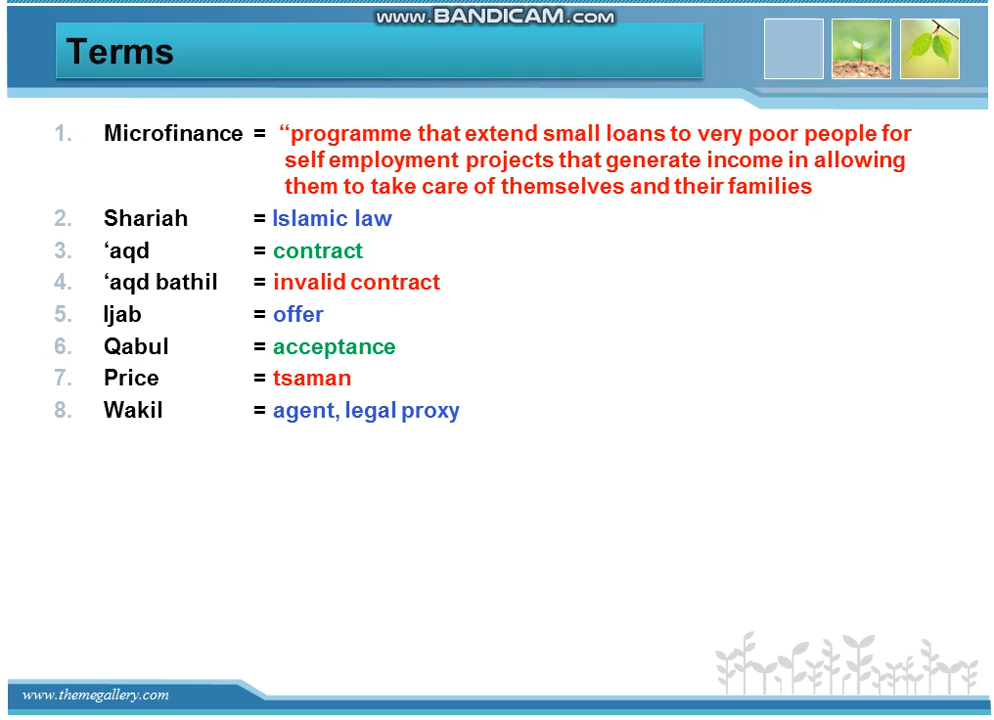 www.BANDICAM.com
Terms
1. Microfinance = “programme that extend small loans to very poor people for
self employment projects that generate income in allowing
them to take care of themselves and their families
2. Shariah = Islamic law
3. ‘aqd = contract
4. ‘aqd bathil = invalid contract
5. Ijab = offer
6. Qabul = acceptance
7. Price = tsaman
8. Wakil = agent, legal proxy
www.themegallery.com